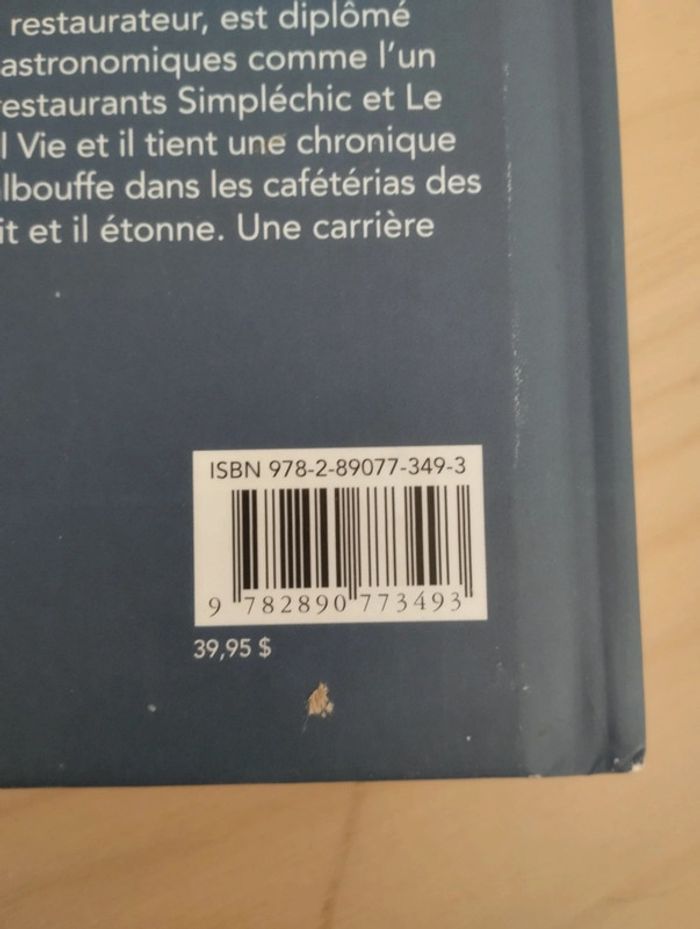 restaurateur, est diplômé
astronomiques comme l'un
restaurants Simpléchic et Le
l Vie et il tient une chronique
lbouffe dans les cafétérias des
it et il étonne. Une carrière
ISBN 978-2-89077-349-3
9 782890 773493
39,95 $